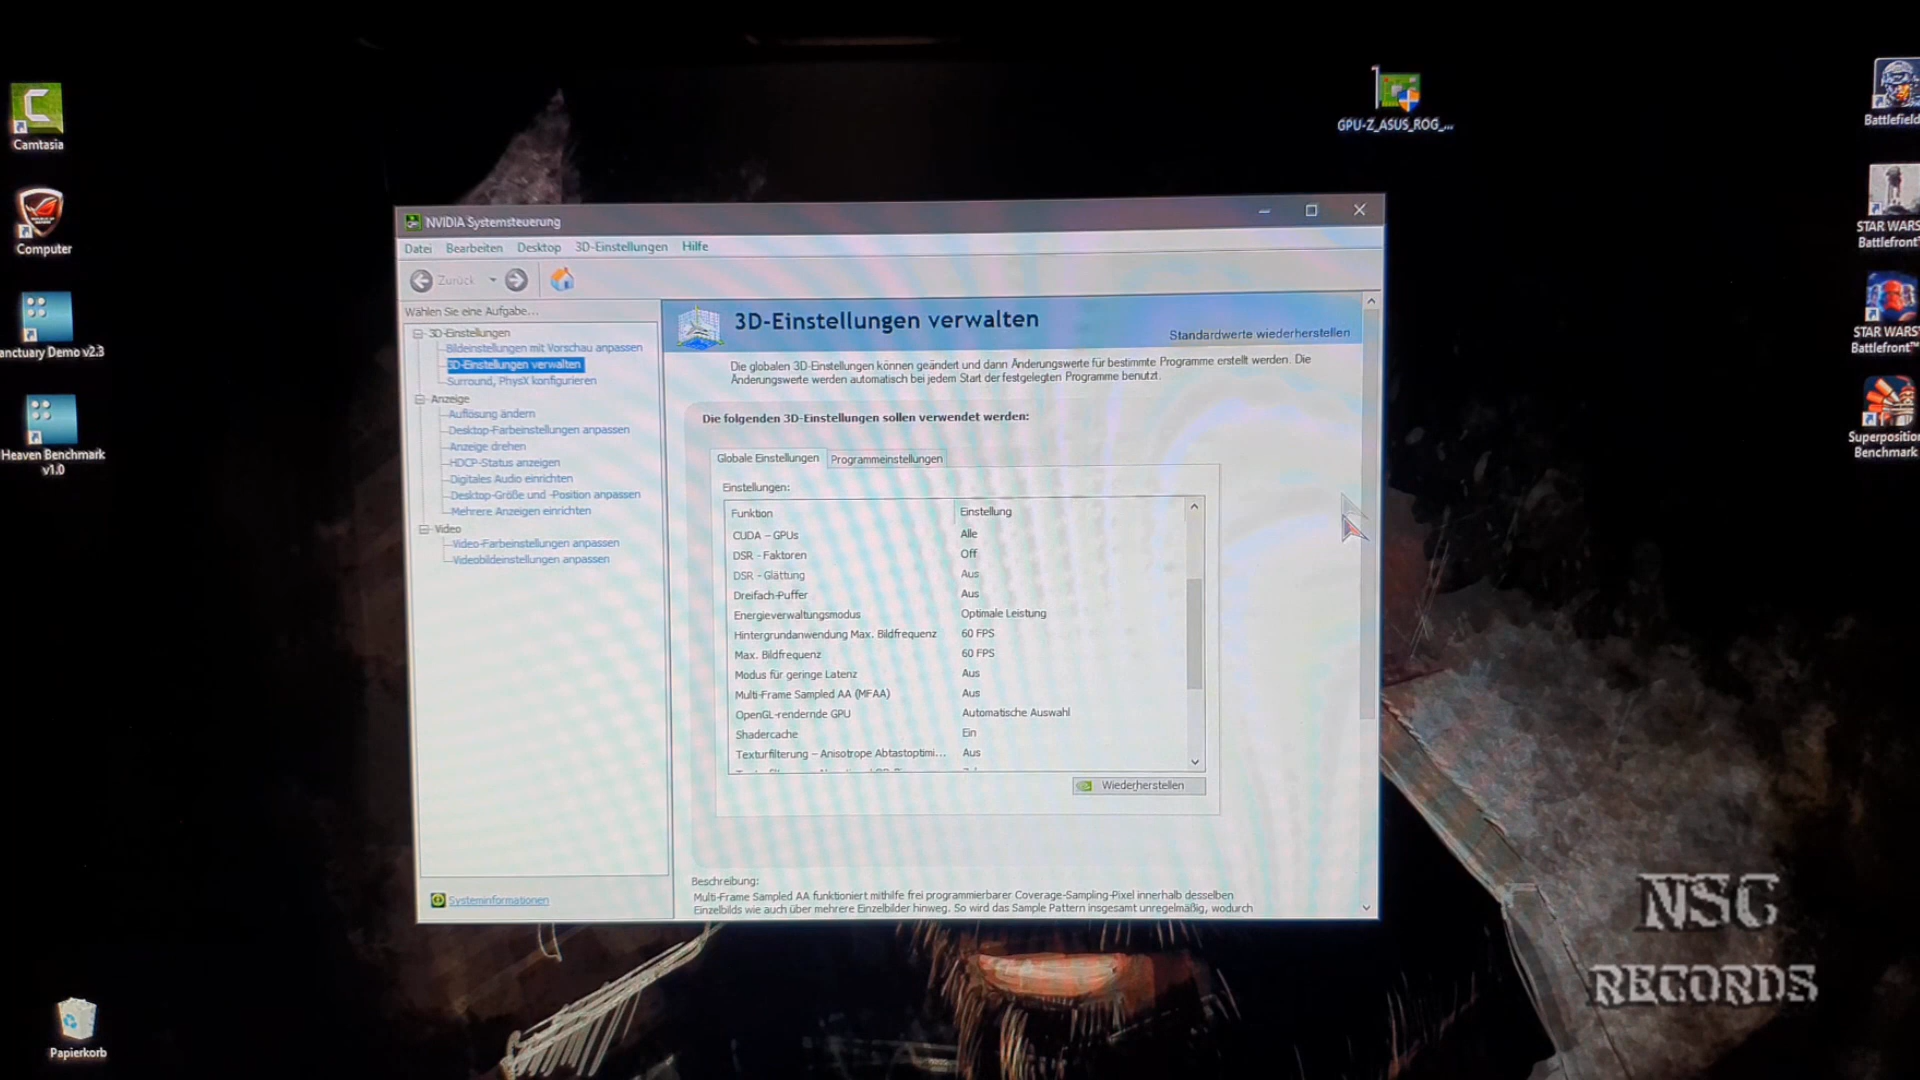 Camtasia
Computer
anctuary Demo v2.3
Heaven Benchmark
v1.0
Papierkorb
GPU-Z_ASUS_ROG_...
Battlefield
STAR WARS
Battlefront
STAR WARS
Battlefront™
Superposition
Benchmark
NVIDIA Systemsteuerung
Datei Bearbeiten Desktop 3D-Einstellungen Hilfe
Zurück
Wählen Sie eine Aufgabe...
3D-Einstellungen
Bildeinstellungen mit Vorschau anpassen
3D-Einstellungen verwalten
Surround, PhysX konfigurieren
Anzeige
Auflösung ändern
Desktop-Farbeinstellungen anpassen
Anzeige drehen
HDCP-Status anzeigen
Digitales Audio einrichten
Desktop-Größe und -Position anpassen
Mehrere Anzeigen einrichten
Video
Video-Farbeinstellungen anpassen
Videobildeinstellungen anpassen
Systeminformationen
3D-Einstellungen verwalten
Standardwerte wiederherstellen
Die globalen 3D-Einstellungen können geändert und dann Änderungswerte für bestimmte Programme erstellt werden. Die
Änderungswerte werden automatisch bei jedem Start der festgelegten Programme benutzt.
Die folgenden 3D-Einstellungen sollen verwendet werden:
Globale Einstellungen Programmeinstellungen
Einstellungen:
Funktion Einstellung
CUDA – GPUs Alle
DSR - Faktoren Off
DSR - Glättung Aus
Dreifach-Puffer Aus
Energieverwaltungsmodus Optimale Leistung
Hintergrundanwendung Max. Bildfrequenz 60 FPS
Max. Bildfrequenz 60 FPS
Modus für geringe Latenz Aus
Multi-Frame Sampled AA (MFAA) Aus
OpenGL-rendernde GPU Automatische Auswahl
Shadercache Ein
Texturfilterung – Anisotrope Abtastoptimi... Aus
Wiederherstellen
Beschreibung:
Multi-Frame Sampled AA funktioniert mithilfe frei programmierbarer Coverage-Sampling-Pixel innerhalb desselben
Einzelbilds wie auch über mehrere Einzelbilder hinweg. So wird das Sample Pattern insgesamt unregelmäßig, wodurch
NSC
RECORDS